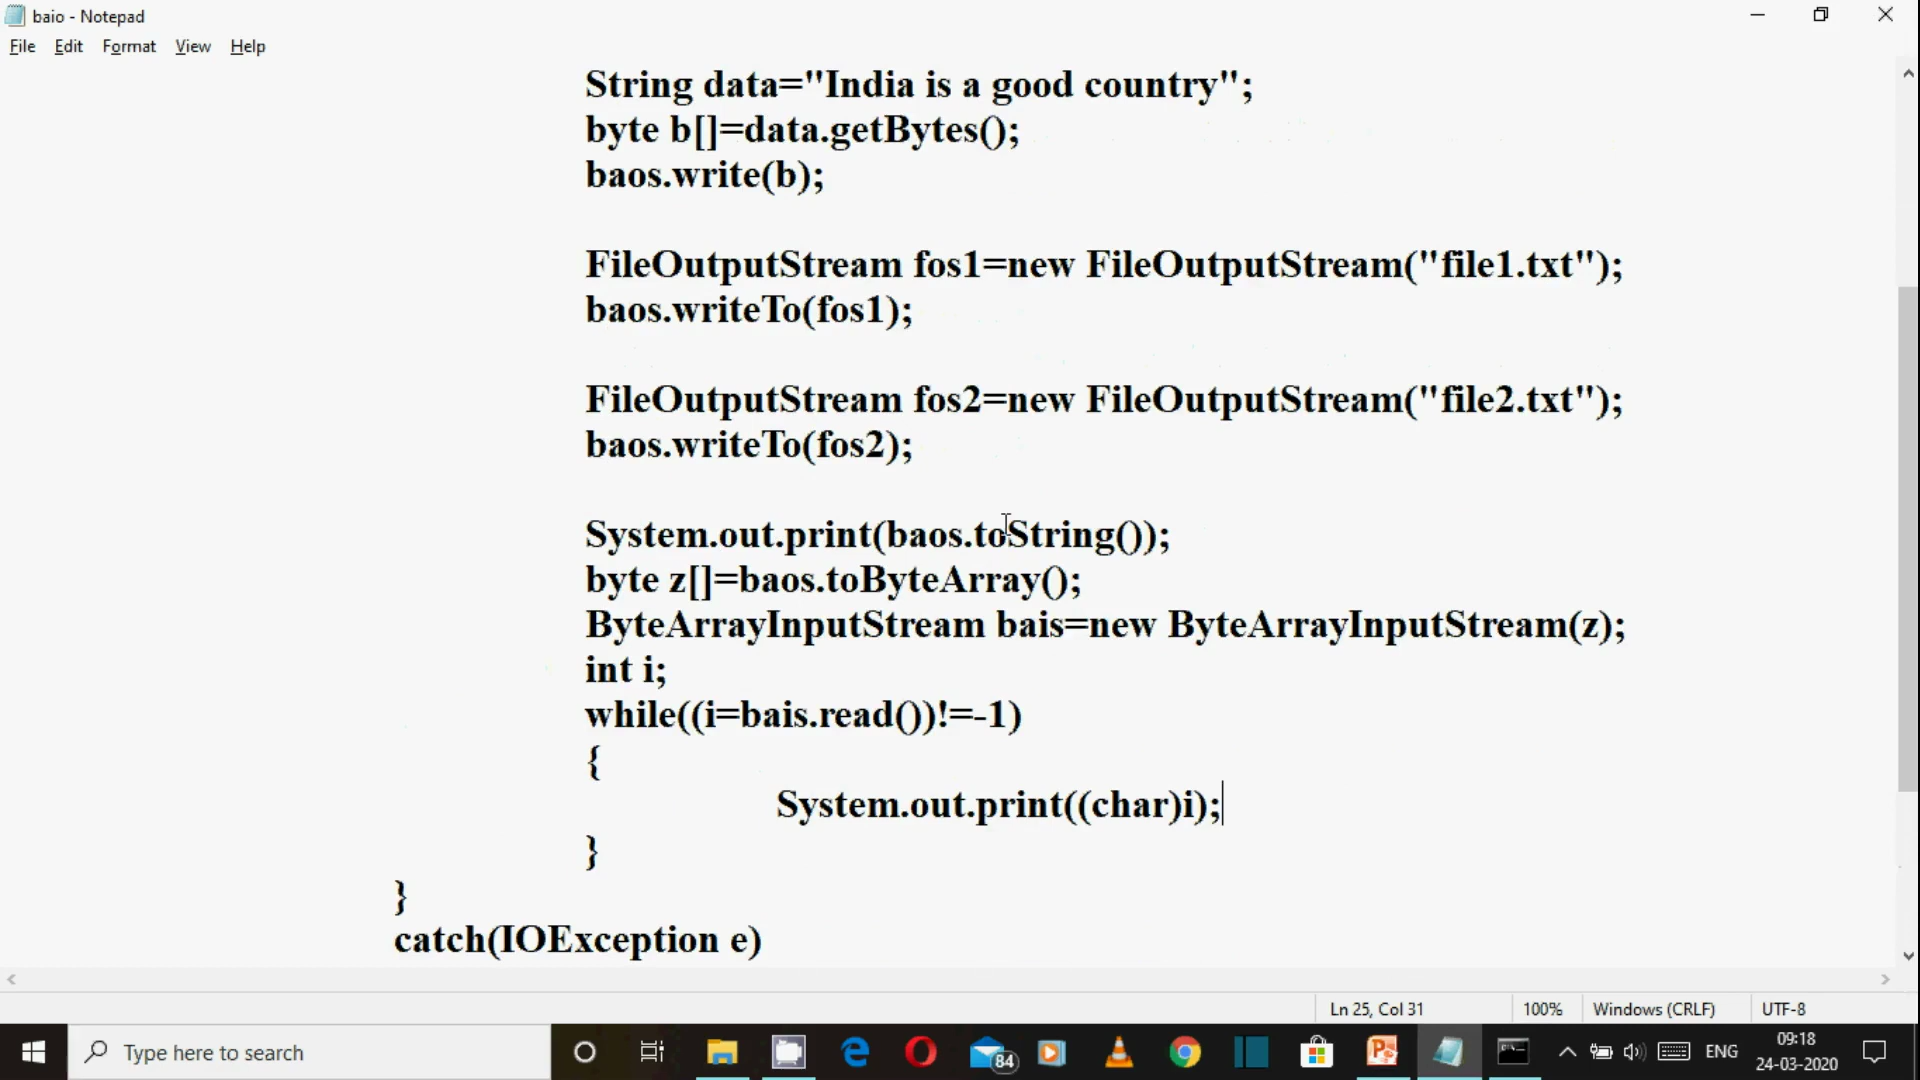 baio - Notepad
File Edit Format View Help
String data="India is a good country";
byte b[]=data.getBytes();
baos.write(b);
FileOutputStream fos1=new FileOutputStream("file1.txt");
baos.writeTo(fos1);
FileOutputStream fos2=new FileOutputStream("file2.txt");
baos.writeTo(fos2);
System.out.print(baos.toString());
byte z[]=baos.toByteArray();
ByteArrayInputStream bais=new ByteArrayInputStream(z);
int i;
while((i=bais.read())!=-1)
{
System.out.print((char)i);
}
}
catch(IOException e)
Ln 25, Col 31 100% Windows (CRLF) UTF-8
Type here to search 84 ENG 09:18
24-03-2020